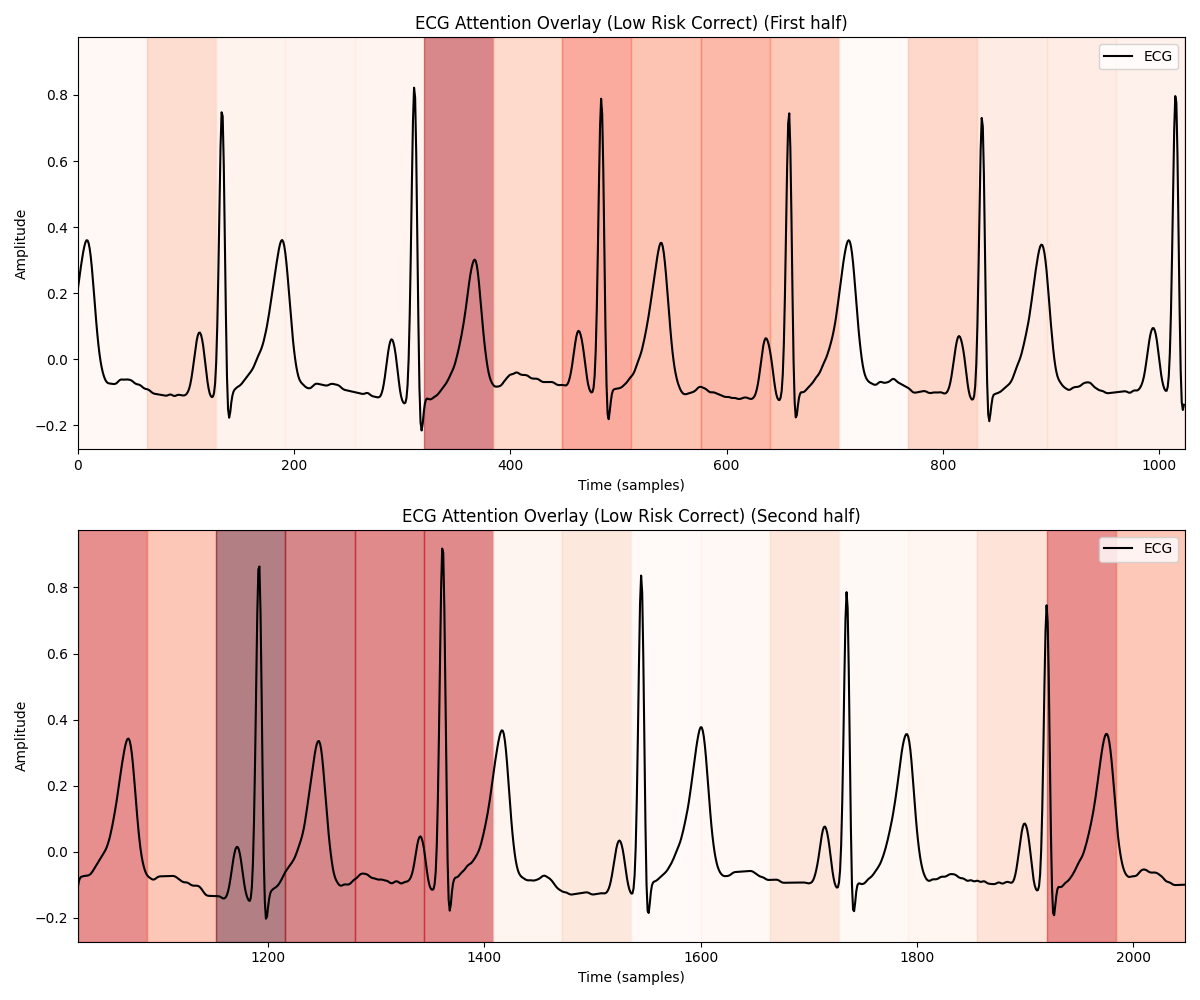 ECG Attention Overlay (Low Risk Correct) (First half)
ECG
0.8
0.6
0.4
0.2
0.0
−0.2
Amplitude
0 200 400 600 800 1000
Time (samples)
ECG Attention Overlay (Low Risk Correct) (Second half)
ECG
0.8
0.6
0.4
0.2
0.0
−0.2
Amplitude
1200 1400 1600 1800 2000
Time (samples)